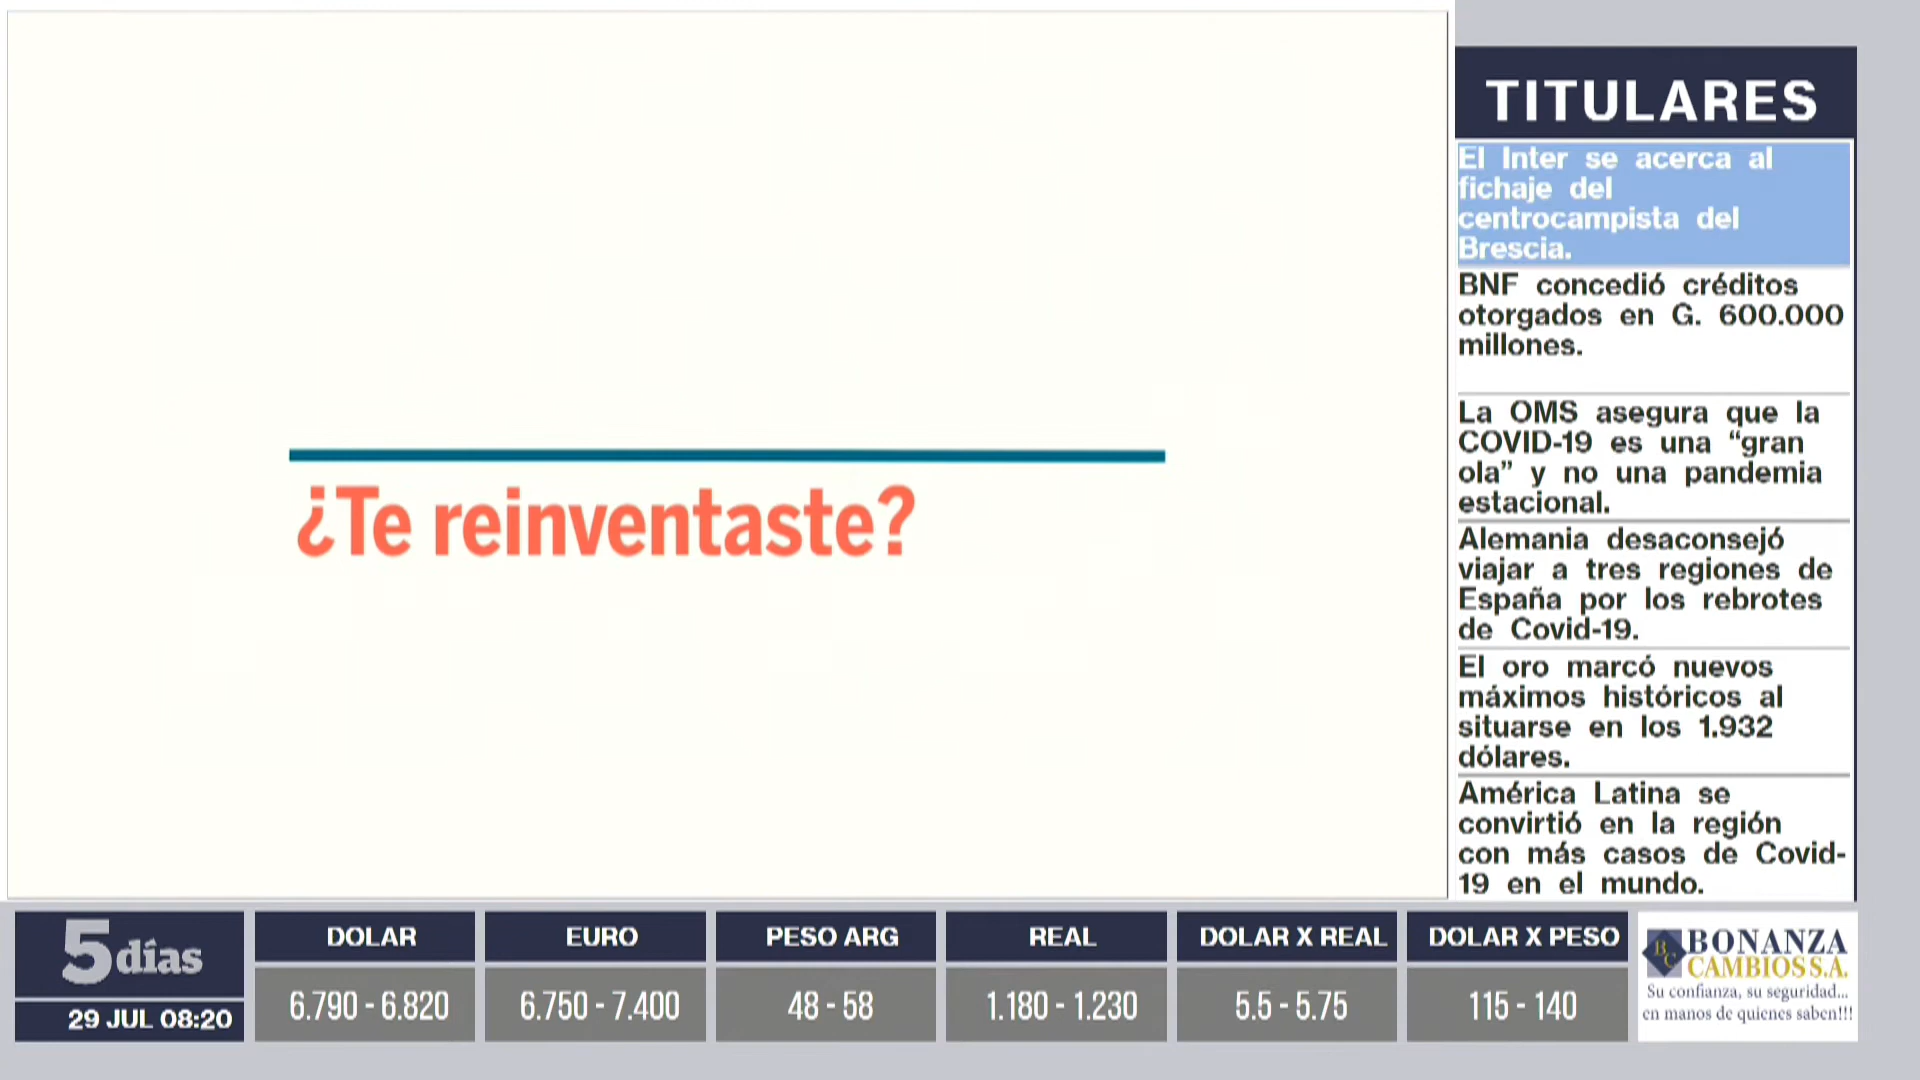 ¿Te reinventaste?
TITULARES
El Inter se acerca al
fichaje del
centrocampista del
Brescia.
BNF concedió créditos
otorgados en G. 600.000
millones.
La OMS asegura que la
COVID-19 es una “gran
ola” y no una pandemia
estacional.
Alemania desaconsejó
viajar a tres regiones de
España por los rebrotes
de Covid-19.
El oro marcó nuevos
máximos históricos al
situarse en los 1.932
dólares.
América Latina se
convirtió en la región
con más casos de Covid-
19 en el mundo.
5días
29 JUL 08:20
DOLAR
6.790 - 6.820
EURO
6.750 - 7.400
PESO ARG
48 - 58
REAL
1.180 - 1.230
DOLAR X REAL
5.5 - 5.75
DOLAR X PESO
115 - 140
BC
BONANZA
CAMBIOS S.A.
Su confianza, su seguridad...
en manos de quienes saben!!!